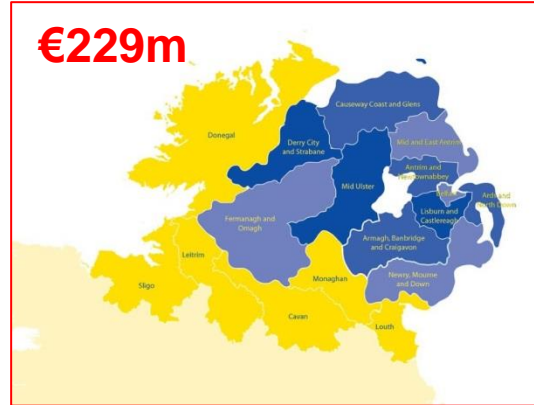 €229m
Causeway Coast and Glens
Donegal
Derry City
and Strabane
Mid and East Antrim
Antrim and
Newtownabbey
Mid Ulster
Belfast
Ards and
North Down
Lisburn and
Castlereagh
Fermanagh and
Omagh
Armagh, Banbridge
and Craigavon
Leitrim
Monaghan
Newry, Mourne
and Down
Sligo
Cavan
Louth